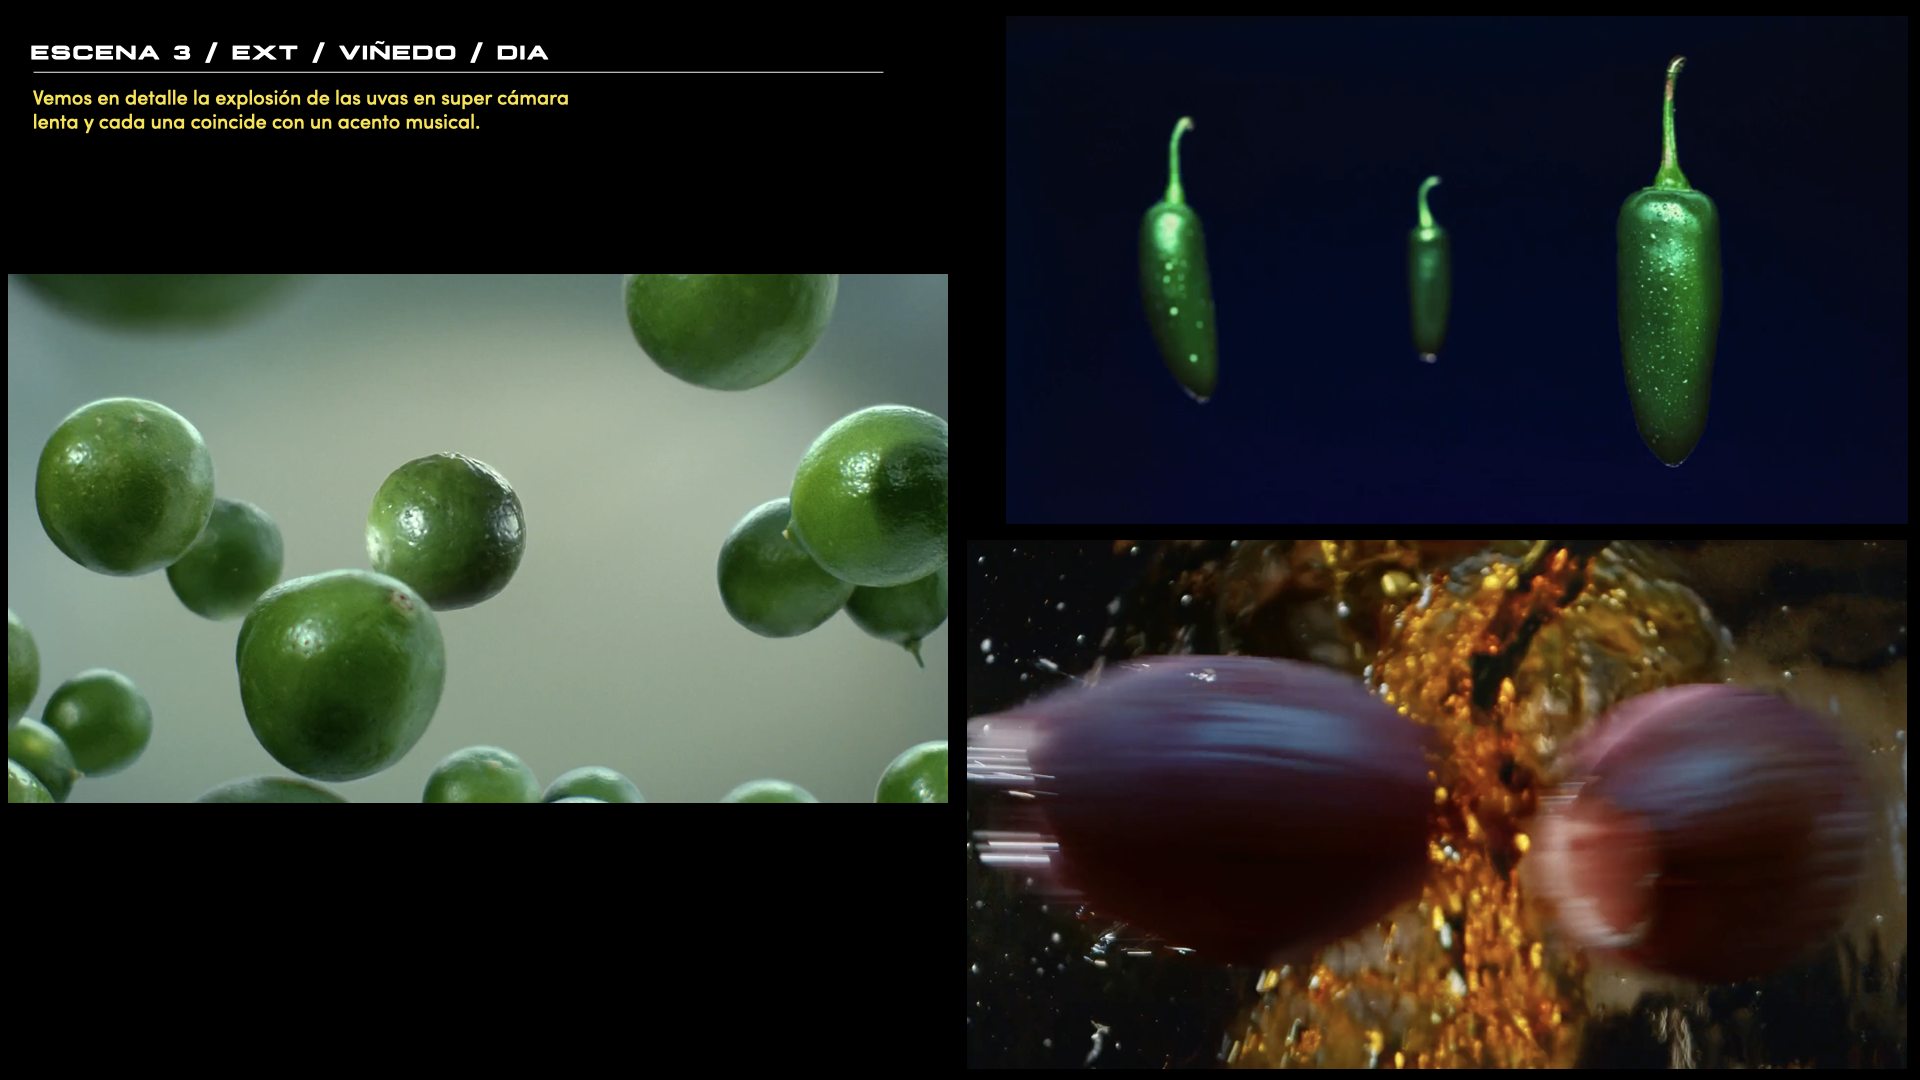 ESCENA 3 / EXT / VIÑEDO / DIA
Vemos en detalle la explosión de las uvas en super cámara
lenta y cada una coincide con un acento musical.